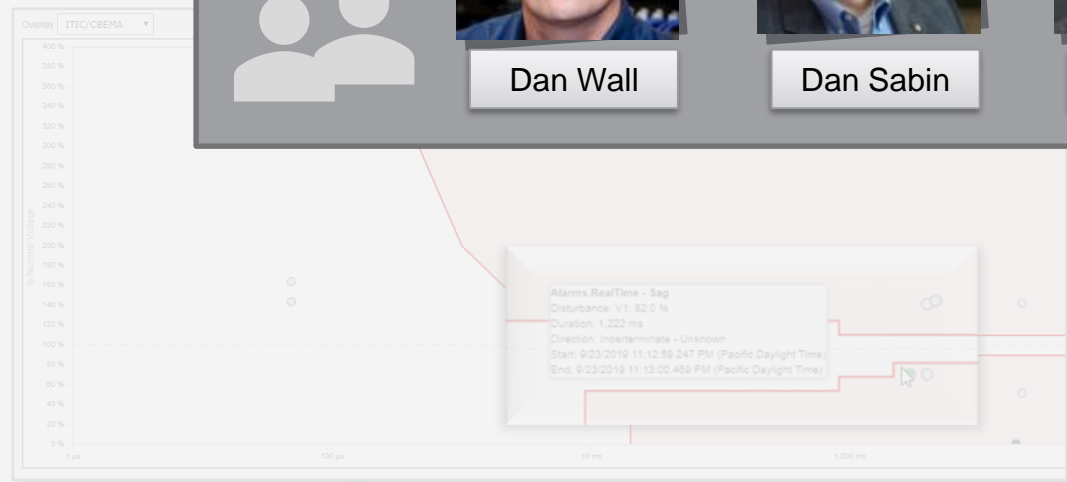 Dan Wall
Dan Sabin
Overlay ITIC/CBEMA
400 %
380 %
360 %
340 %
320 %
300 %
280 %
260 %
240 %
220 %
200 %
180 %
160 %
140 %
120 %
100 %
80 %
60 %
40 %
20 %
0 %
% Nominal Voltage
Alarms.RealTime - Sag
Disturbance: V1: 82.0 %
Duration: 1,222 ms
Direction: Inderterminate - Unknown
Start: 9/23/2019 11:12:59.247 PM (Pacific Daylight Time)
End: 9/23/2019 11:13:00.469 PM (Pacific Daylight Time)
1 µs
100 µs
10 ms
1,000 ms